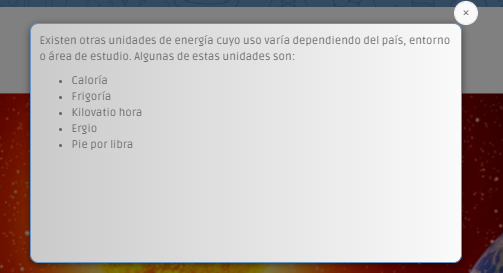 Existen otras unidades de energía cuyo uso varía dependiendo del país, entorno
o área de estudio. Algunas de estas unidades son:
• Caloría
• Frigoría
• Kilovatio hora
• Ergio
• Pie por libra